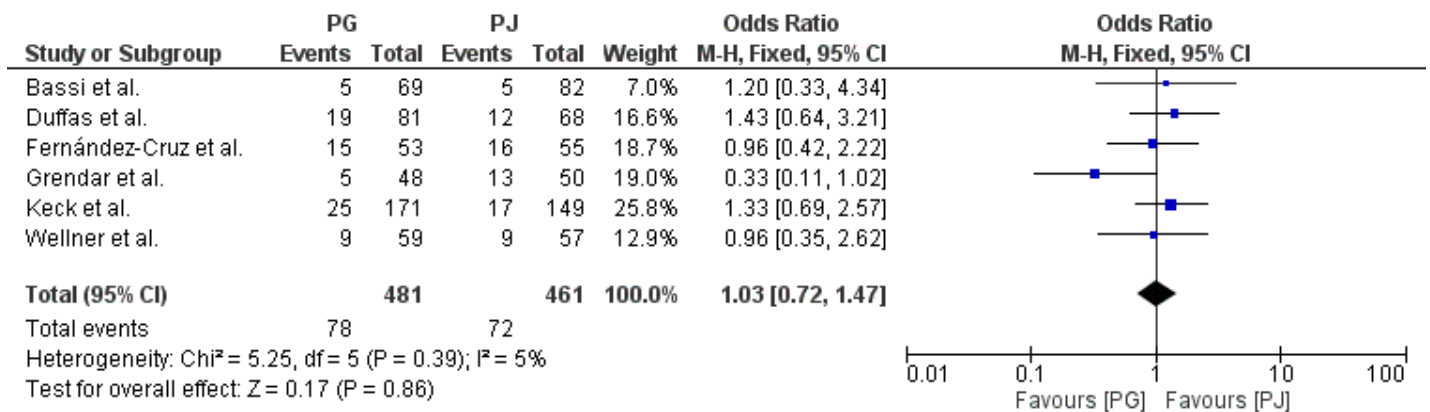 PG PJ Odds Ratio Odds Ratio
Study or Subgroup Events Total Events Total Weight M-H, Fixed, 95% CI M-H, Fixed, 95% CI
Bassi et al. 5 69 5 82 7.0% 1.20 [0.33, 4.34]
Duffas et al. 19 81 12 68 16.6% 1.43 [0.64, 3.21]
Fernández-Cruz et al. 15 53 16 55 18.7% 0.96 [0.42, 2.22]
Grendar et al. 5 48 13 50 19.0% 0.33 [0.11, 1.02]
Keck et al. 25 171 17 149 25.8% 1.33 [0.69, 2.57]
Wellner et al. 9 59 9 57 12.9% 0.96 [0.35, 2.62]
Total (95% CI) 481 461 100.0% 1.03 [0.72, 1.47]
Total events 78 72
Heterogeneity: Chi² = 5.25, df = 5 (P = 0.39); I² = 5%
Test for overall effect: Z = 0.17 (P = 0.86)
0.01 0.1 1 10 100
Favours [PG] Favours [PJ]